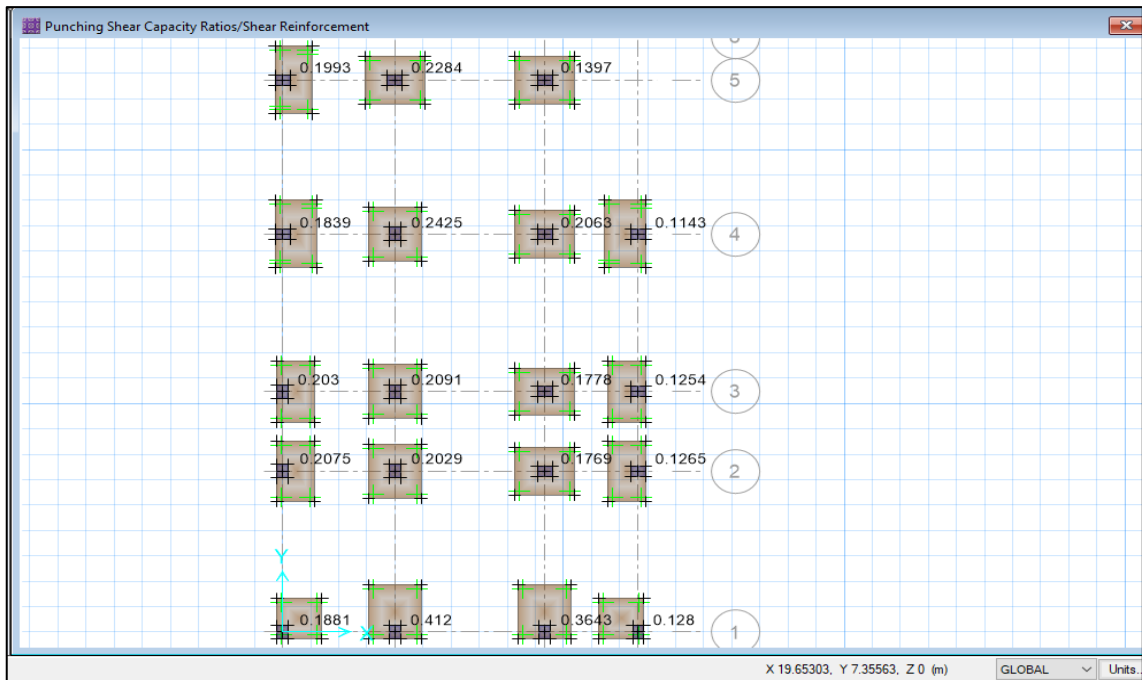 Punching Shear Capacity Ratios/Shear Reinforcement
0.1993 0.2284 0.1397 5
0.1839 0.2425 0.2063 0.1143 4
0.203 0.2091 0.1778 0.1254 3
0.2075 0.2029 0.1769 0.1265 2
Y
0.1881 X 0.412 0.3643 0.128 1
X 19.65303, Y 7.35563, Z 0 (m) GLOBAL Units...